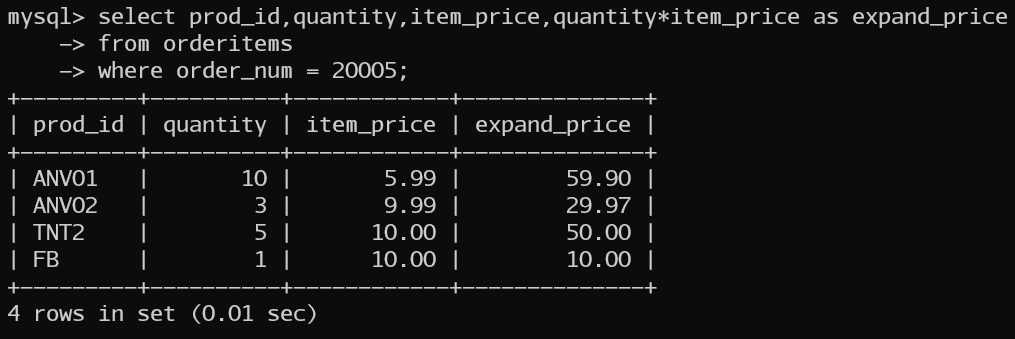 mysql> select prod_id,quantity,item_price,quantity*item_price as expand_price
    -> from orderitems
    -> where order_num = 20005;
+---------+----------+------------+--------------+
| prod_id | quantity | item_price | expand_price |
+---------+----------+------------+--------------+
| ANV01   |       10 |       5.99 |        59.90 |
| ANV02   |        3 |       9.99 |        29.97 |
| TNT2    |        5 |      10.00 |        50.00 |
| FB      |        1 |      10.00 |        10.00 |
+---------+----------+------------+--------------+
4 rows in set (0.01 sec)